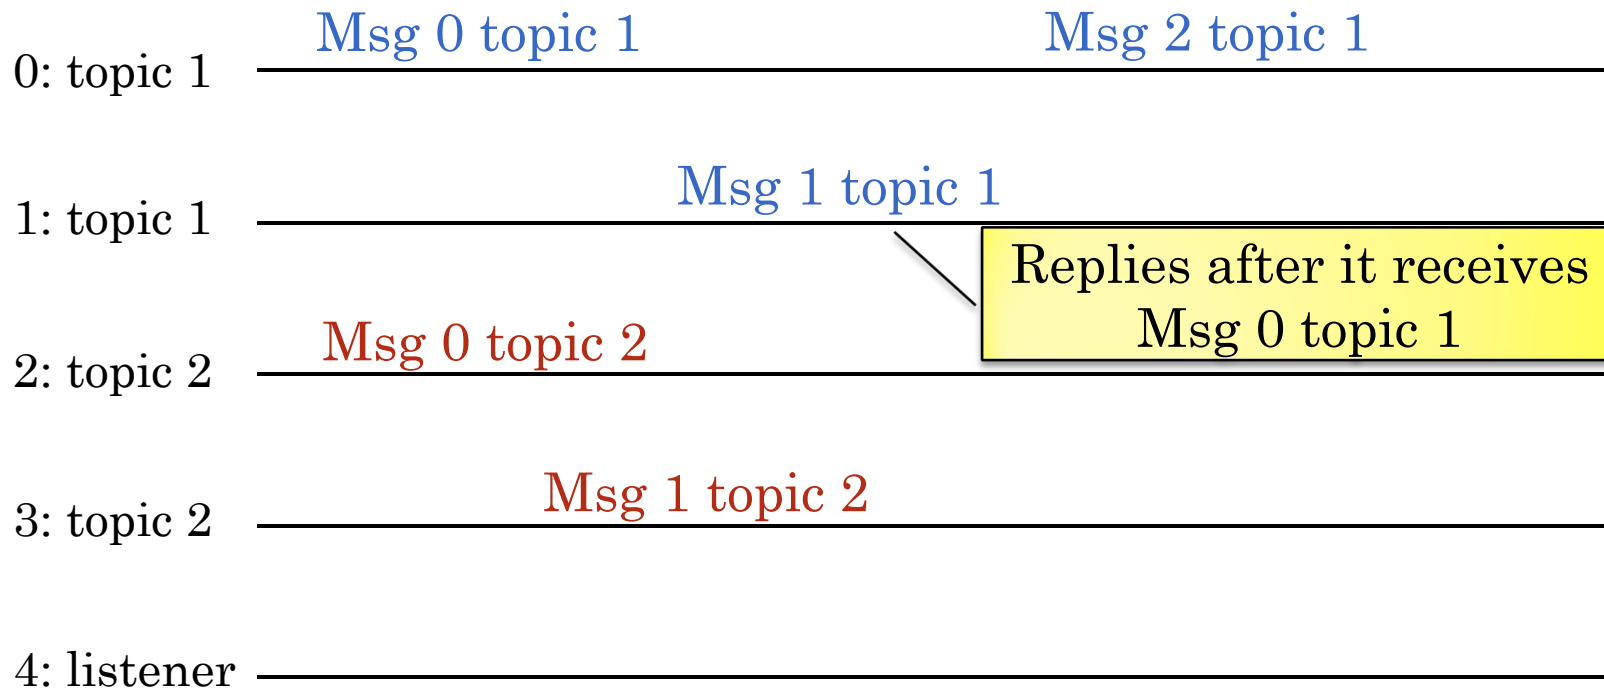 Msg 0 topic 1
Msg 2 topic 1
0: topic 1
Msg 1 topic 1
1: topic 1
Replies after it receives
Msg 0 topic 1
Msg 0 topic 2
2: topic 2
Msg 1 topic 2
3: topic 2
4: listener